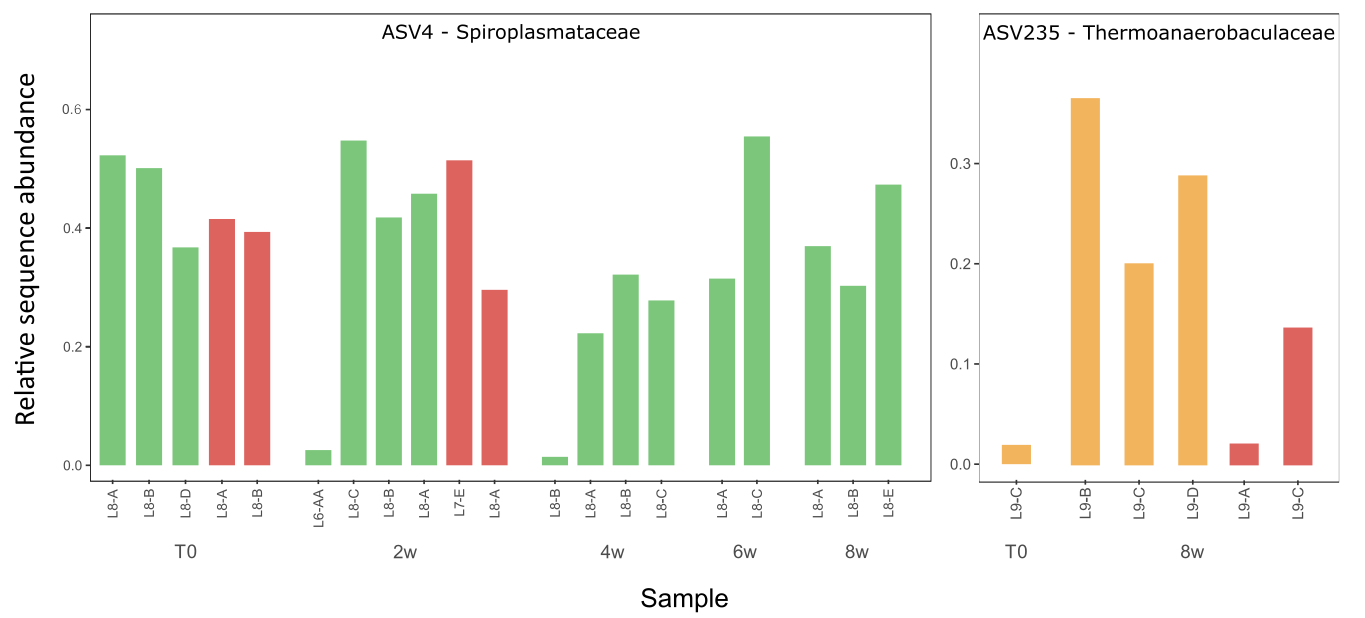 ASV4 - Spiroplasmataceae
ASV235 - Thermoanaerobaculaceae
Relative sequence abundance
0.6
0.4
0.2
0.0
0.3
0.2
0.1
0.0
L8-A L8-B L8-D L8-A L8-B L6-AA L8-C L8-B L8-A L7-E L8-A L8-B L8-A L8-B L8-C L8-A L8-C L8-A L8-B L8-E
L9-C L9-B L9-C L9-D L9-A L9-C
T0 2w 4w 6w 8w
T0 8w
Sample